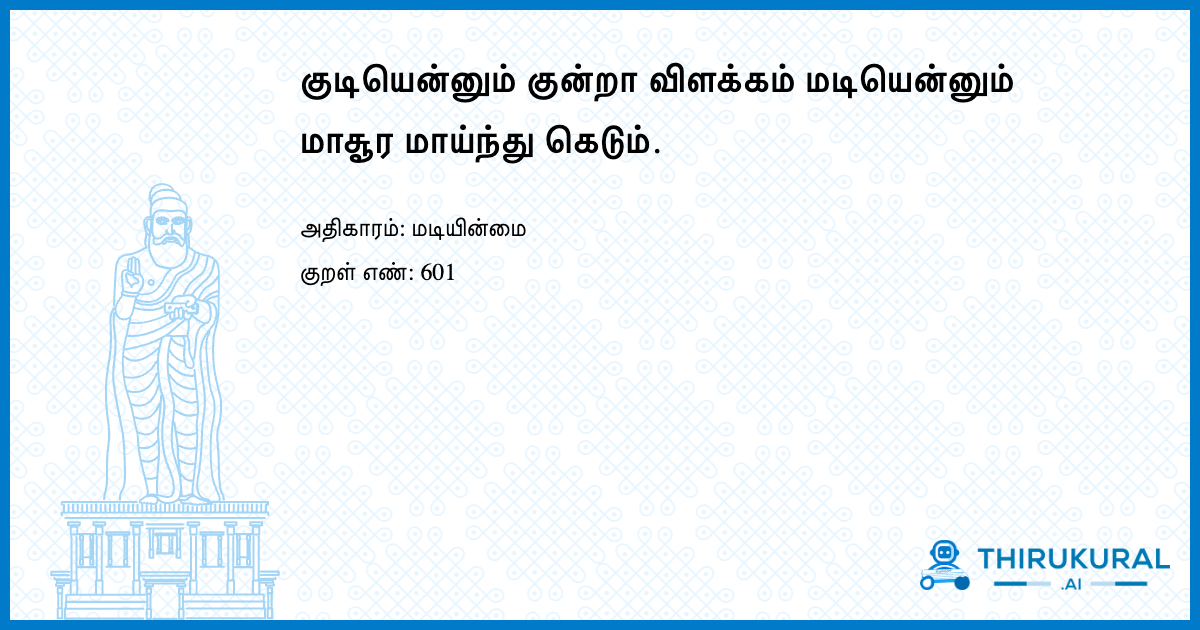 குடியென்னும் குன்றா விளக்கம் மடியென்னும்
மாசூர மாய்ந்து கெடும்.
அதிகாரம்: மடியின்மை
குறள் எண்: 601
THIRUKURAL
.AI